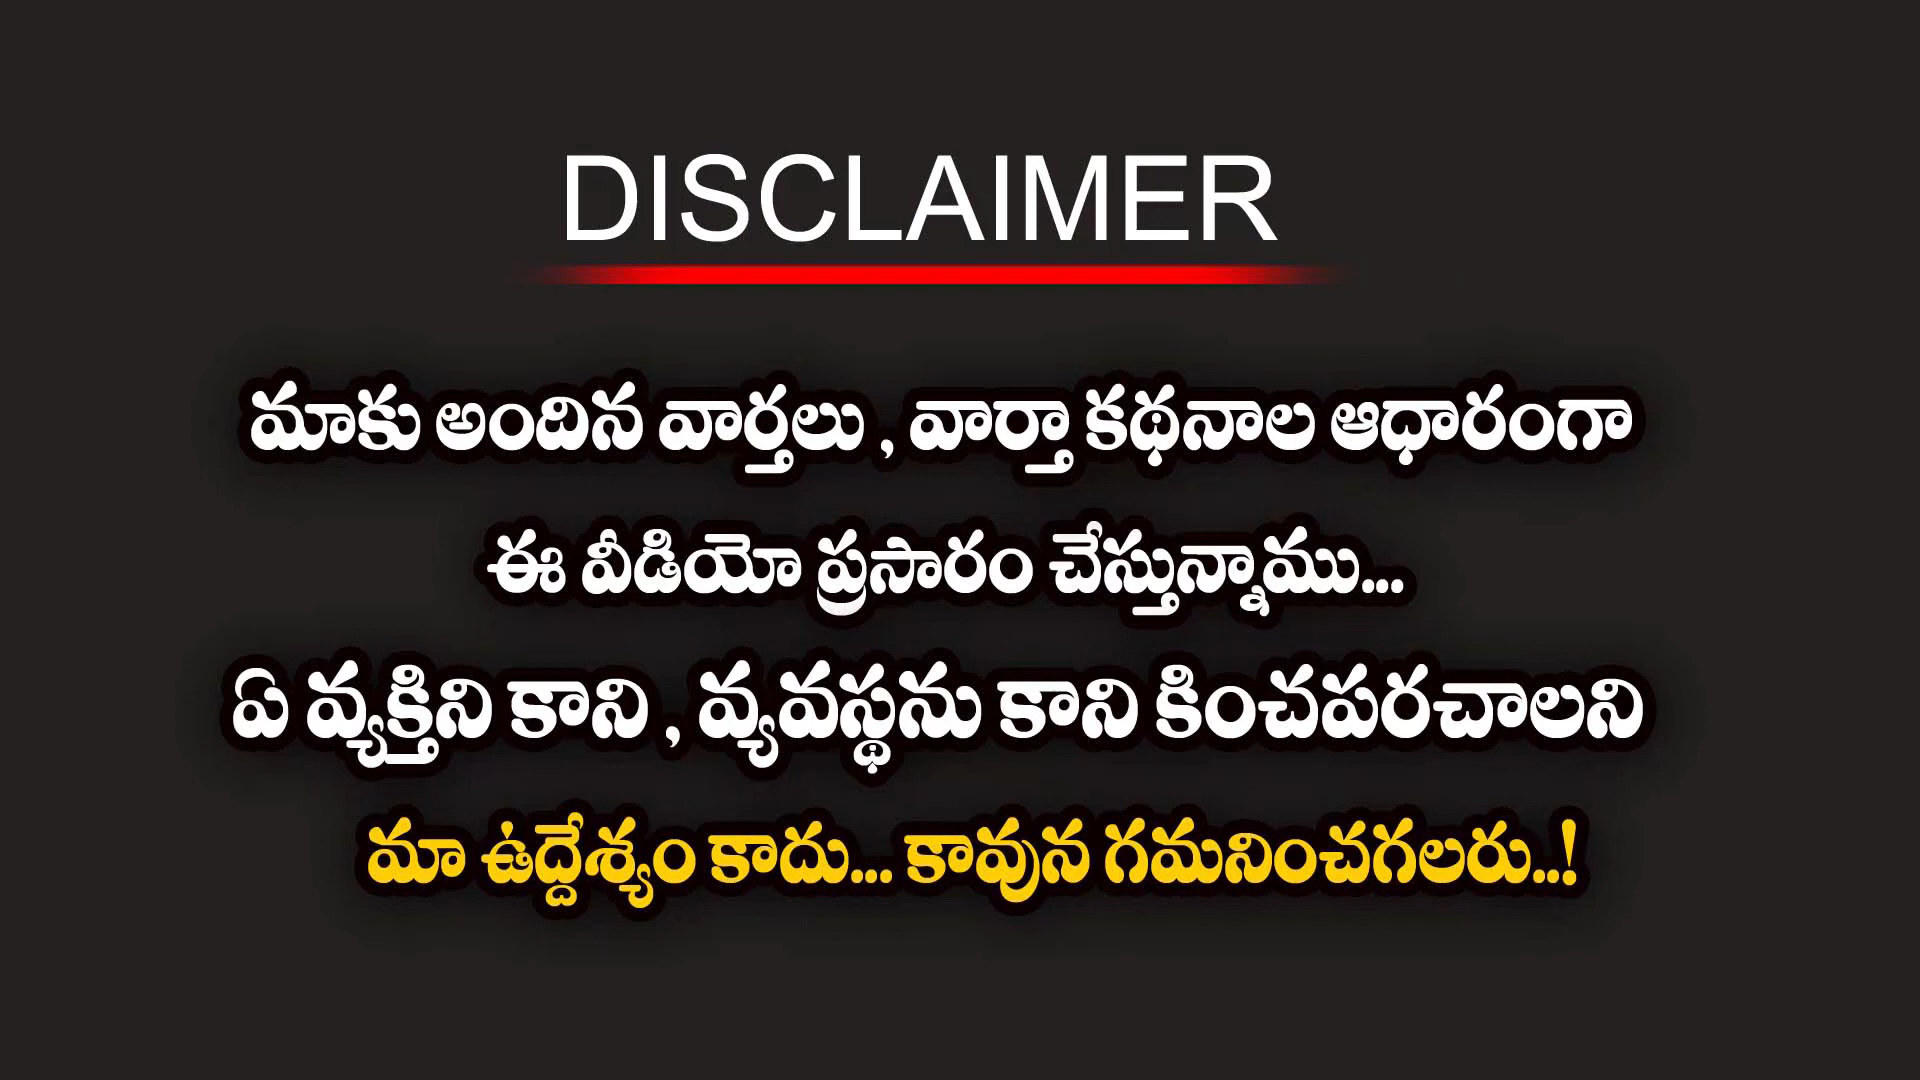 DISCLAIMER
మాకు అందిన వార్తలు , వార్తా కథనాల ఆధారంగా
ఈ వీడియో ప్రసారం చేస్తున్నాము...
ఏ వ్యక్తిని కాని , వ్యవస్థను కాని కించపరచాలని
మా ఉద్దేశ్యం కాదు... కావున గమనించగలరు..!